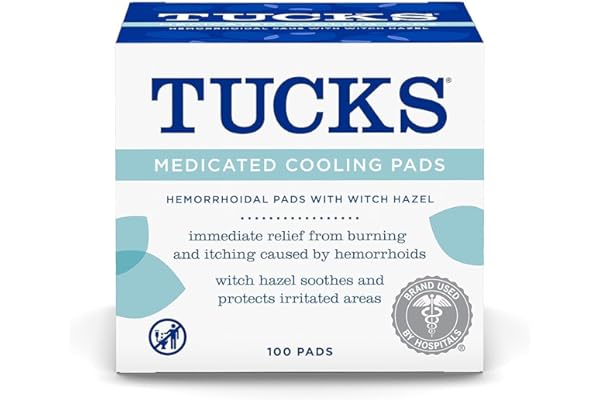 TUCKS
HEMORRHOIDAL PADS WITH WITCH HAZEL
TUCKS®
MEDICATED COOLING PADS
HEMORRHOIDAL PADS WITH WITCH HAZEL
immediate relief from burning
and itching caused by hemorrhoids
witch hazel soothes and
protects irritated areas
BRAND USED
BY HOSPITALS
®
100 PADS